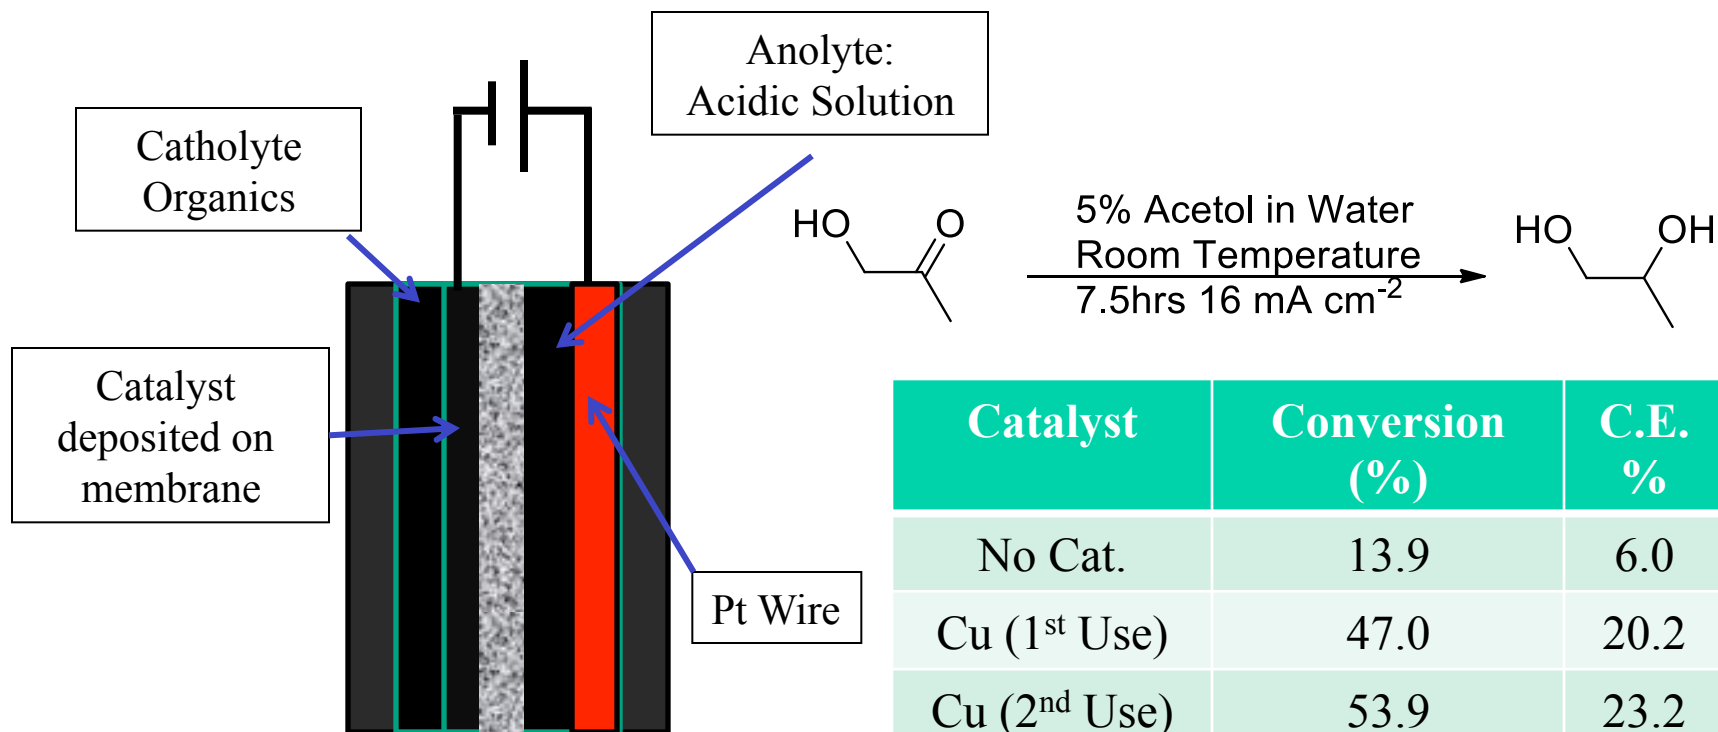 Anolyte:
Acidic Solution
Catholyte
Organics
Catalyst
deposited on
membrane
Pt Wire
HO
O
5% Acetol in Water
Room Temperature
7.5hrs 16 mA cm-2
HO
OH
Catalyst
Conversion
(%)
C.E.
%
No Cat.
13.9
6.0
Cu (1st Use)
47.0
20.2
Cu (2nd Use)
53.9
23.2